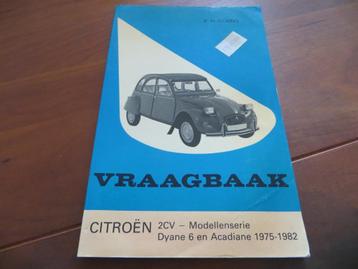 VRAAGBAAK
CITROËN 2CV – Modellenserie
Dyane 6 en Acadiane 1975-1982